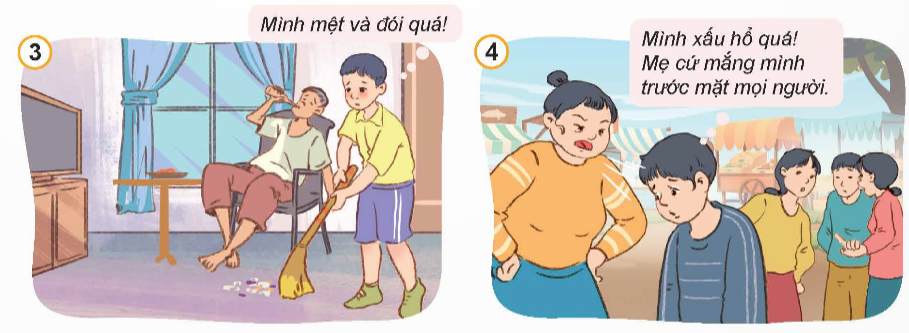 3
Mình mệt và đói quá!
4
Mình xấu hổ quá!
Mẹ cứ mắng mình
trước mặt mọi người.